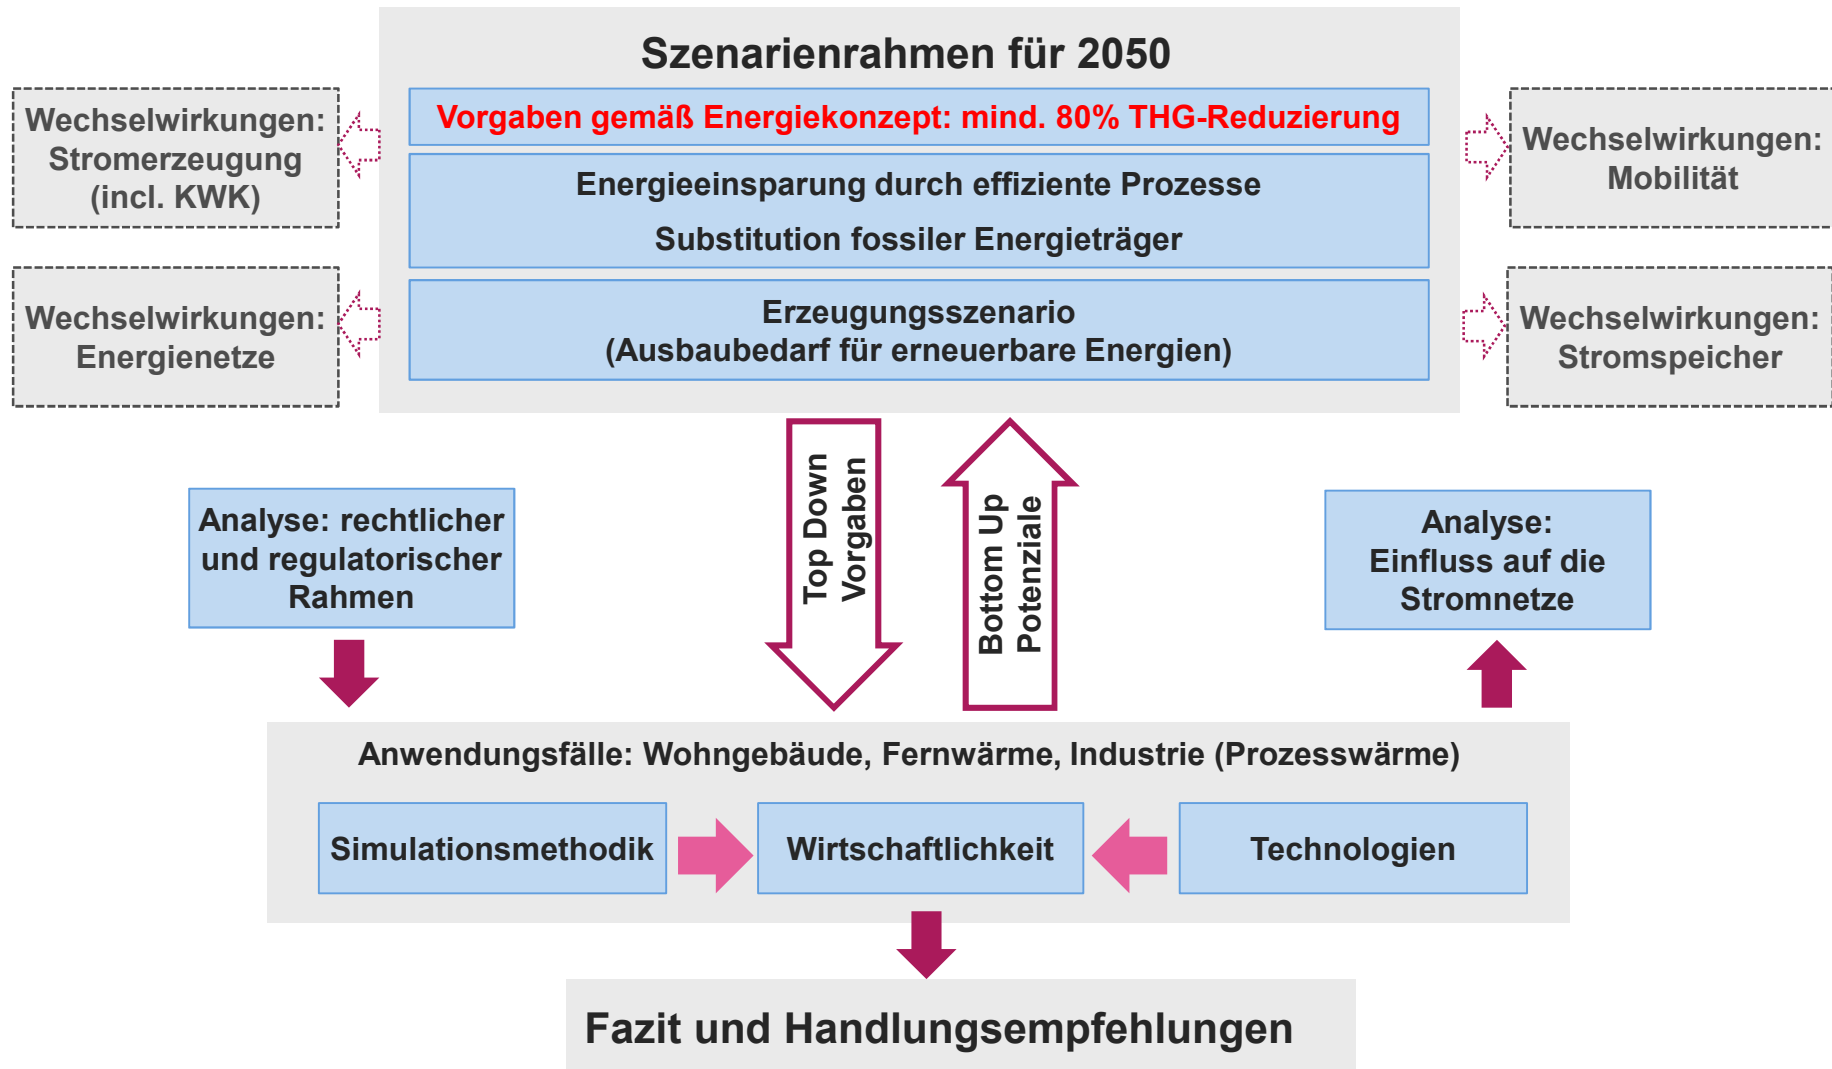 Szenarienrahmen für 2050
Vorgaben gemäß Energiekonzept: mind. 80% THG-Reduzierung
Energieeinsparung durch effiziente Prozesse
Substitution fossiler Energieträger
Erzeugungsszenario
(Ausbaubedarf für erneuerbare Energien)
Wechselwirkungen:
Stromerzeugung
(incl. KWK)
Wechselwirkungen:
Energienetze
Wechselwirkungen:
Mobilität
Wechselwirkungen:
Stromspeicher
Top Down
Vorgaben
Bottom Up
Potenziale
Analyse: rechtlicher
und regulatorischer
Rahmen
Analyse:
Einfluss auf die
Stromnetze
Anwendungsfälle: Wohngebäude, Fernwärme, Industrie (Prozesswärme)
Simulationsmethodik
Wirtschaftlichkeit
Technologien
Fazit und Handlungsempfehlungen